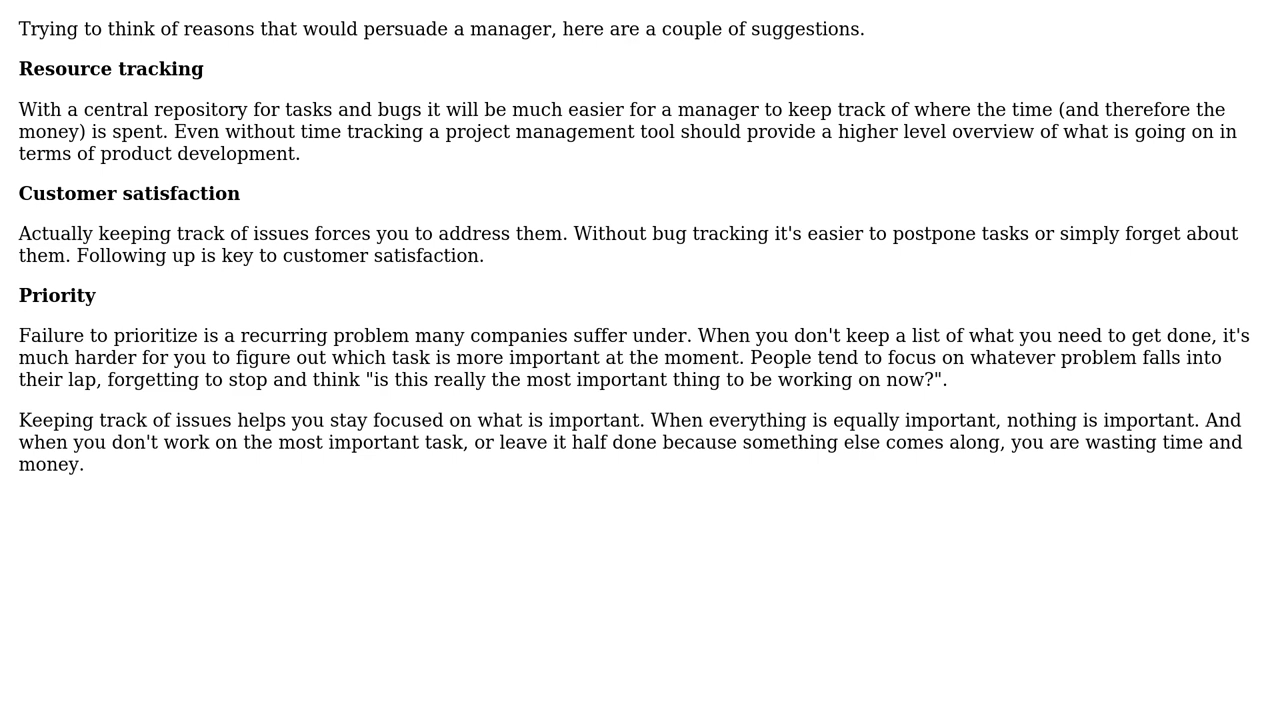 Trying to think of reasons that would persuade a manager, here are a couple of suggestions.
Resource tracking
With a central repository for tasks and bugs it will be much easier for a manager to keep track of where the time (and therefore the
money) is spent. Even without time tracking a project management tool should provide a higher level overview of what is going on in
terms of product development.
Customer satisfaction
Actually keeping track of issues forces you to address them. Without bug tracking it's easier to postpone tasks or simply forget about
them. Following up is key to customer satisfaction.
Priority
Failure to prioritize is a recurring problem many companies suffer under. When you don't keep a list of what you need to get done, it's
much harder for you to figure out which task is more important at the moment. People tend to focus on whatever problem falls into
their lap, forgetting to stop and think "is this really the most important thing to be working on now?".
Keeping track of issues helps you stay focused on what is important. When everything is equally important, nothing is important. And
when you don't work on the most important task, or leave it half done because something else comes along, you are wasting time and
money.